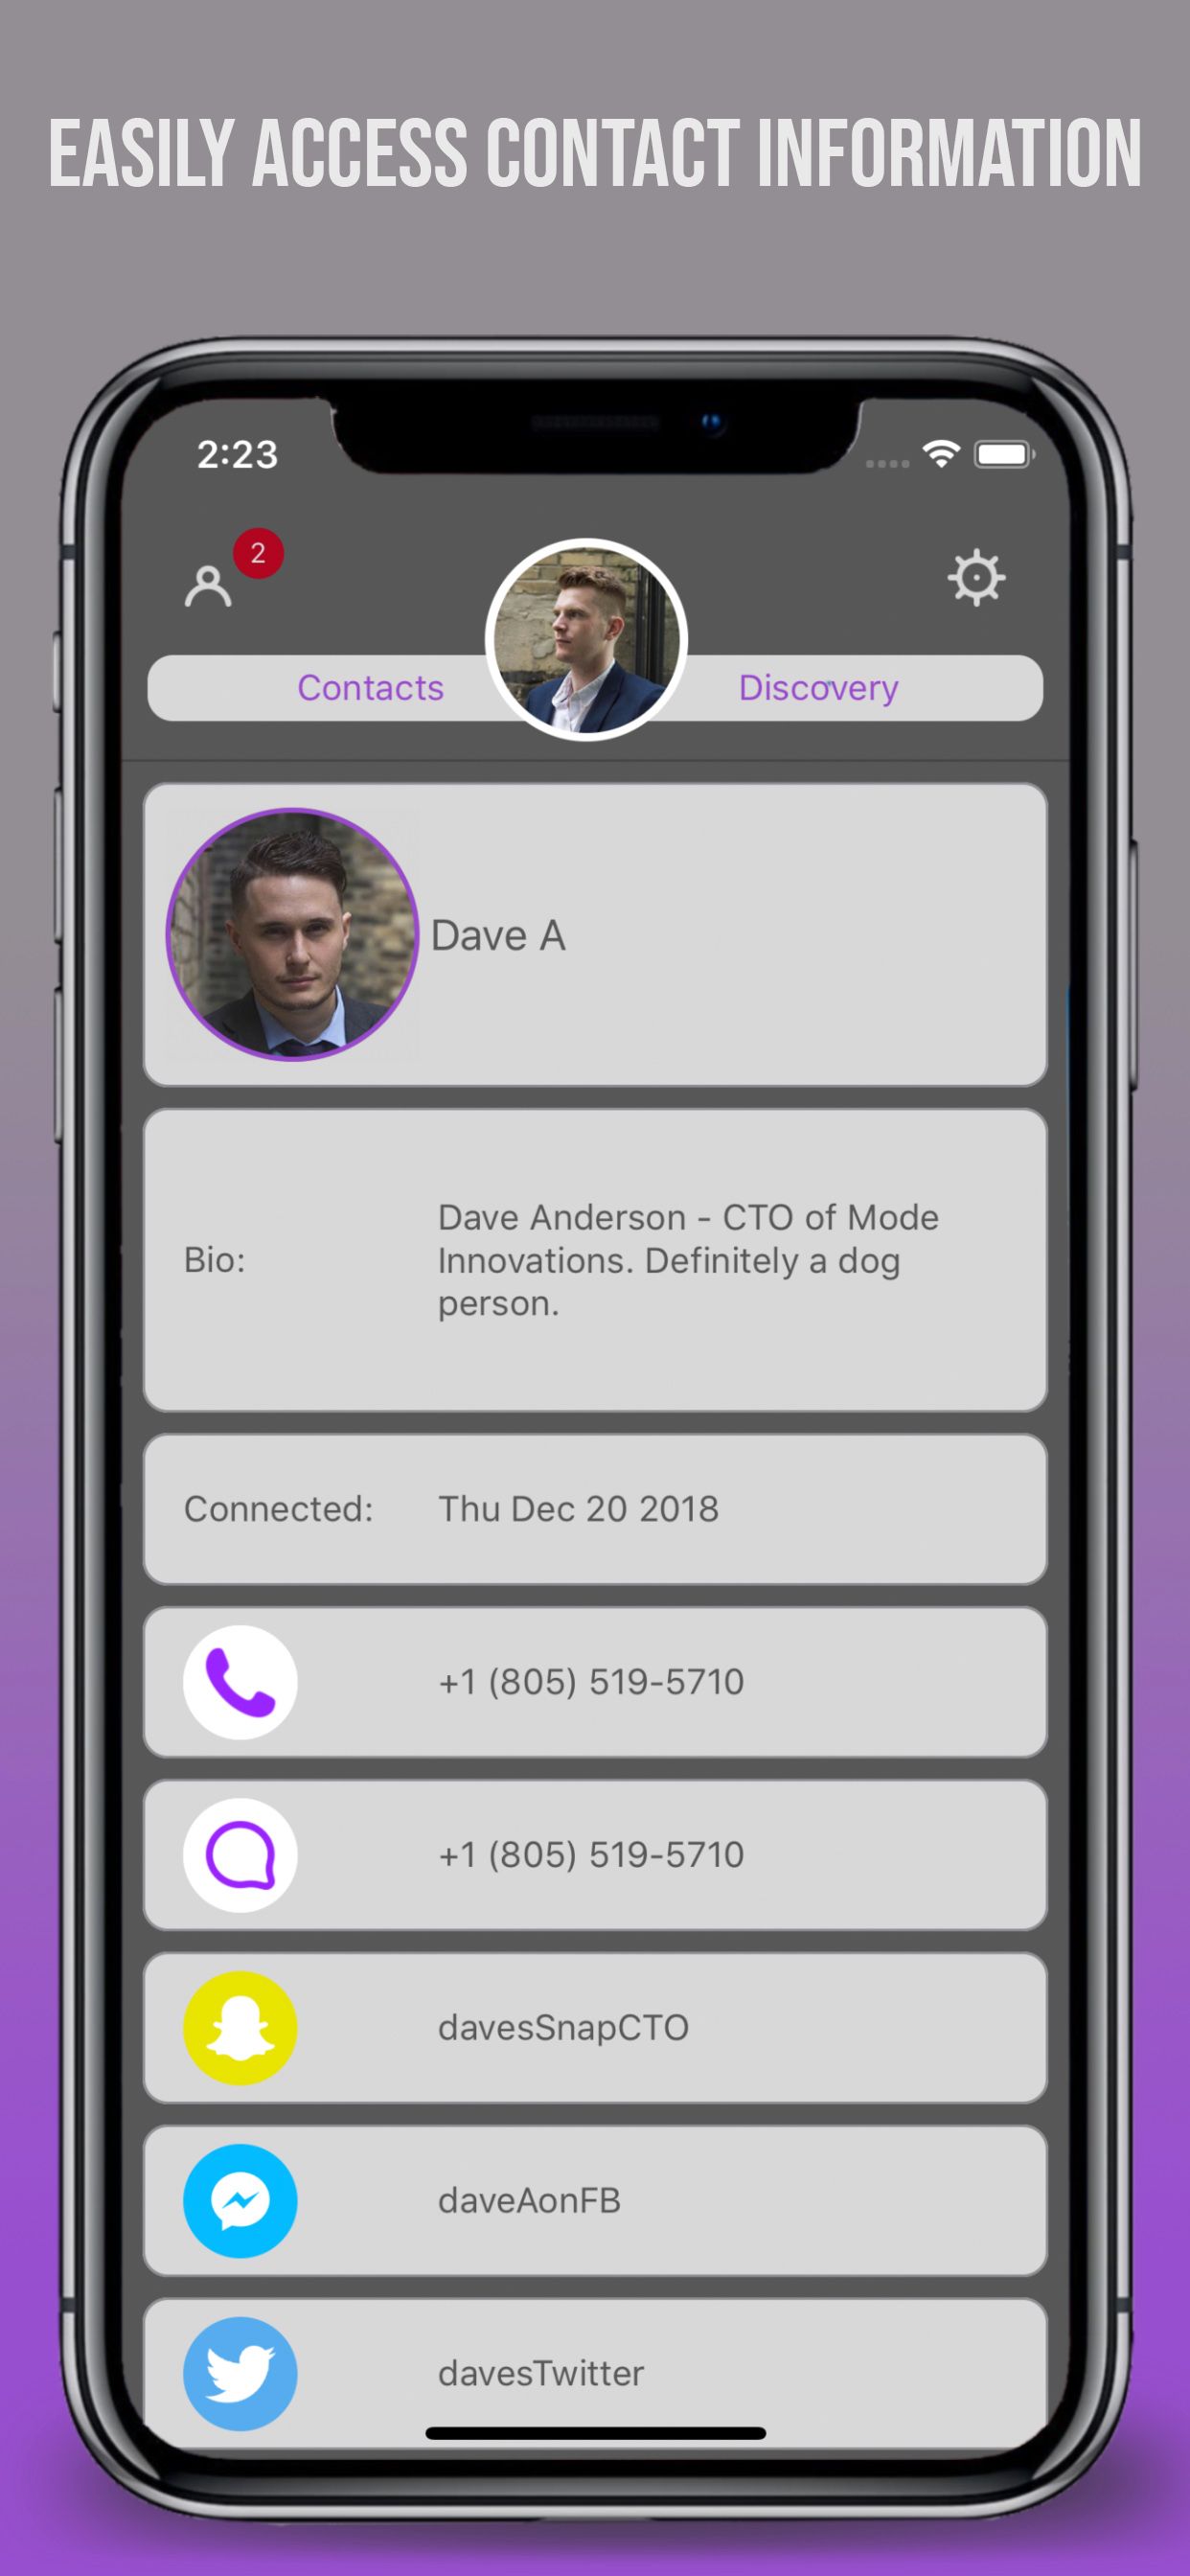 EASILY ACCESS CONTACT INFORMATION
2:23
2
Contacts
Discovery
Dave A
Bio:
Dave Anderson - CTO of Mode
Innovations. Definitely a dog
person.
Connected:
Thu Dec 20 2018
+1 (805) 519-5710
+1 (805) 519-5710
davesSnapCTO
daveAonFB
davesTwitter